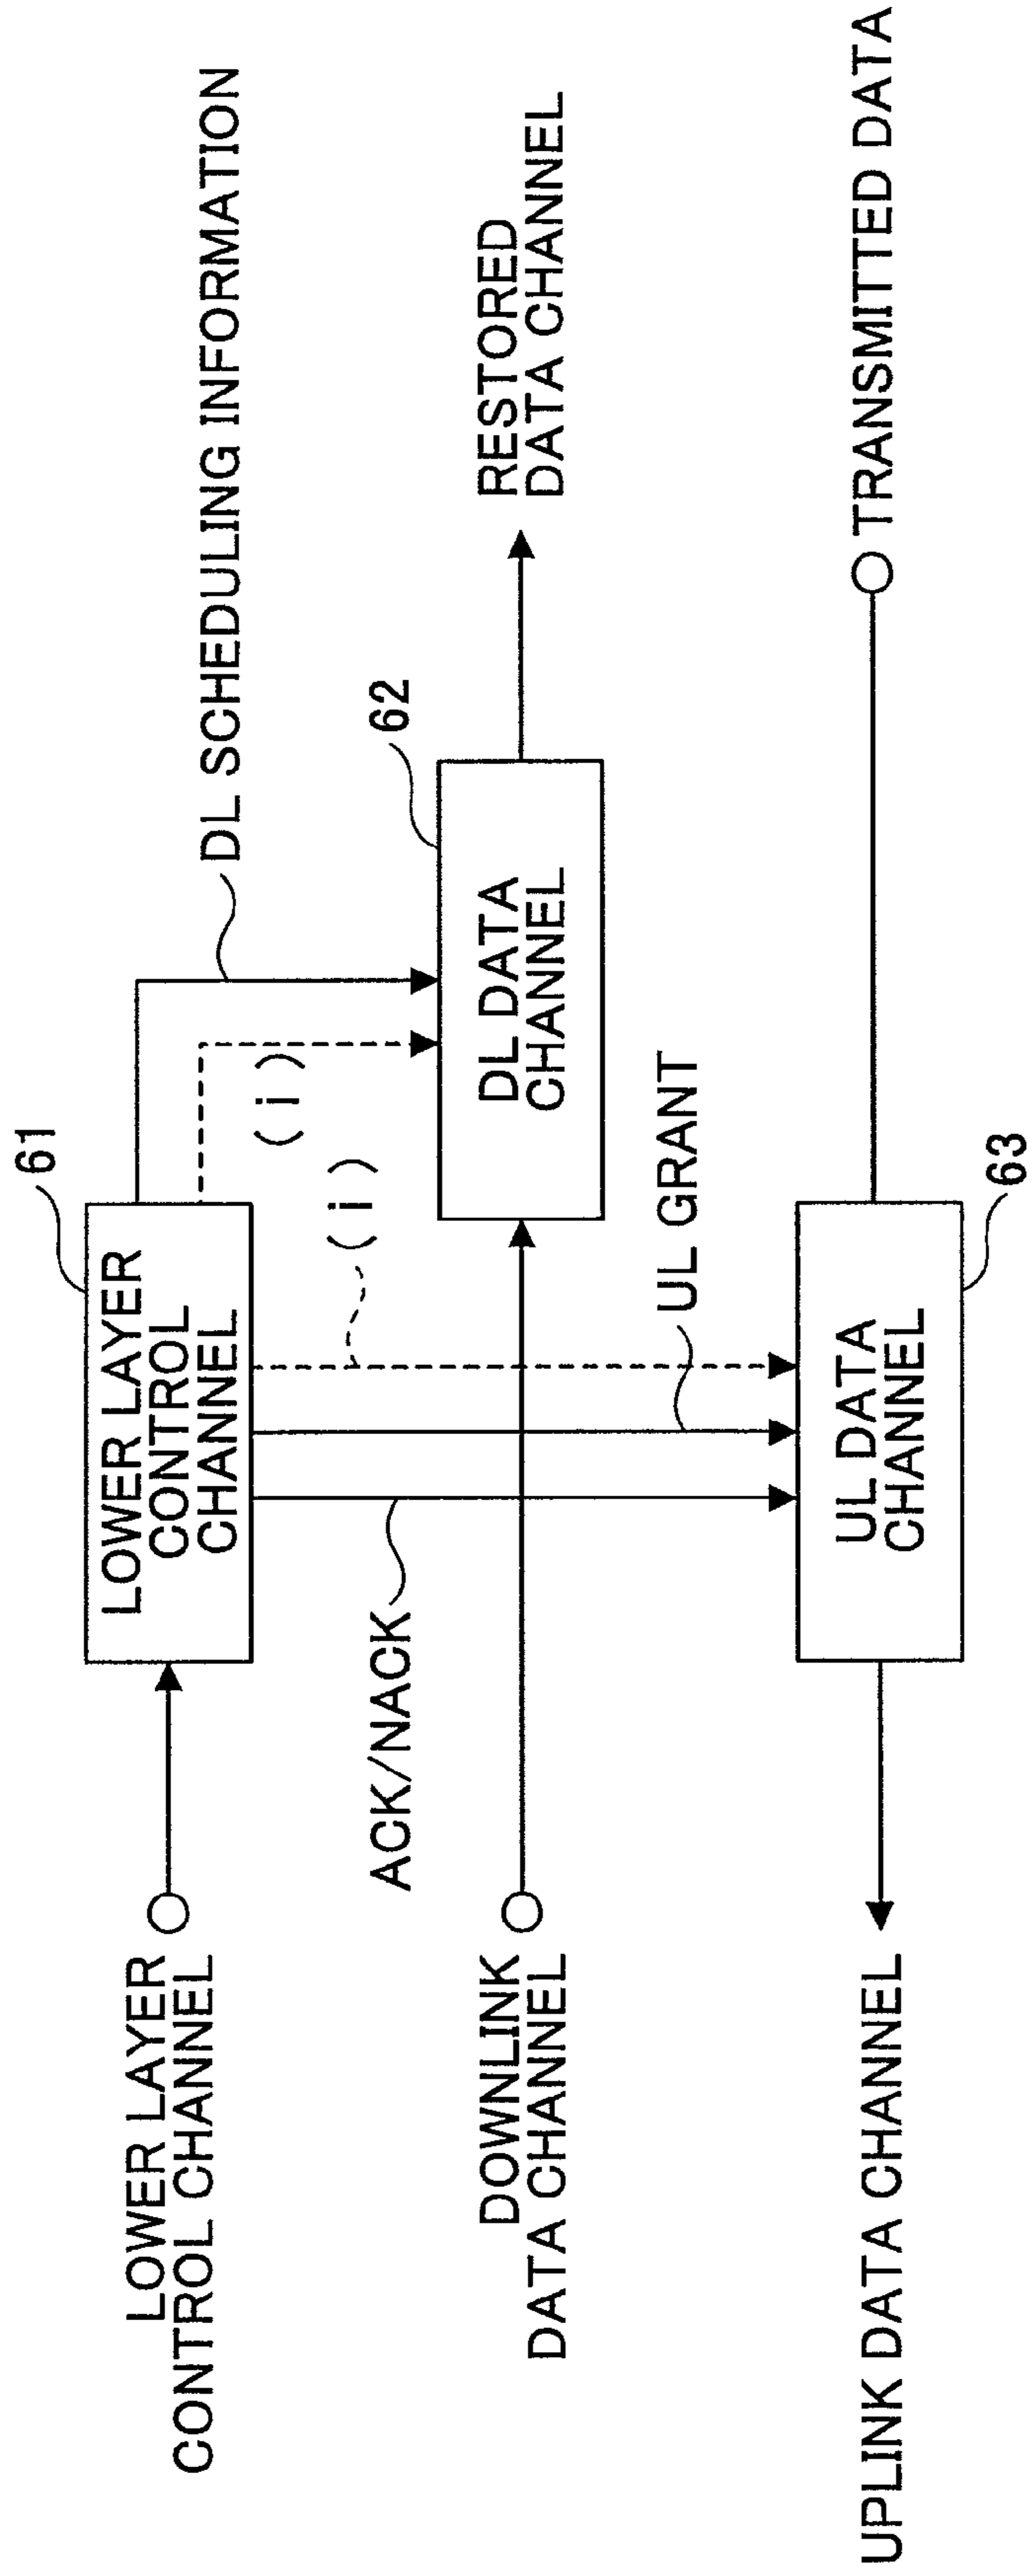 LOWER LAYER
CONTROL CHANNEL
61
LOWER LAYER
CONTROL
CHANNEL
DL SCHEDULING INFORMATION
( i )
( i )
ACK/NACK
62
DOWNLINK
DATA CHANNEL
DL DATA
CHANNEL
RESTORED
DATA CHANNEL
UL GRANT
UPLINK DATA CHANNEL
UL DATA
CHANNEL
63
TRANSMITTED DATA